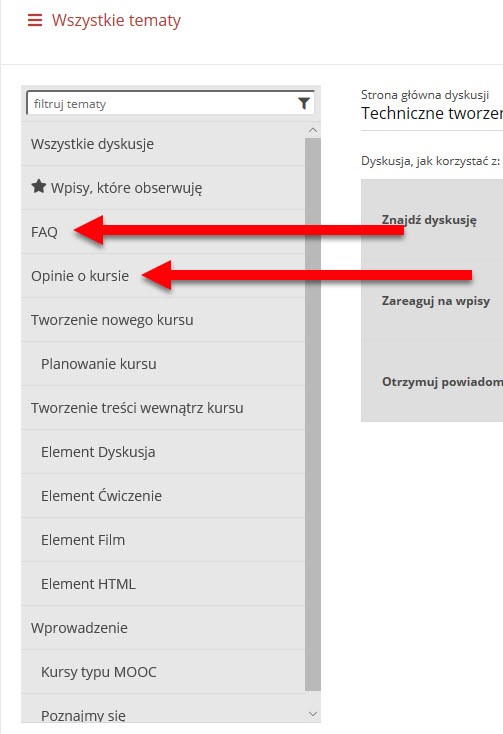 Wszystkie tematy
filtruj tematy
Wszystkie dyskusje
Wpisy, które obserwuję
FAQ
Opinie o kursie
Tworzenie nowego kursu
Planowanie kursu
Tworzenie treści wewnątrz kursu
Element Dyskusja
Element Ćwiczenie
Element Film
Element HTML
Wprowadzenie
Kursy typu MOOC
Poznajmy się
Strona główna dyskusji
Techniczne tworzen
Dyskusja, jak korzystać z:
Znajdź dyskusję
Zareaguj na wpisy
Otrzymuj powiadom